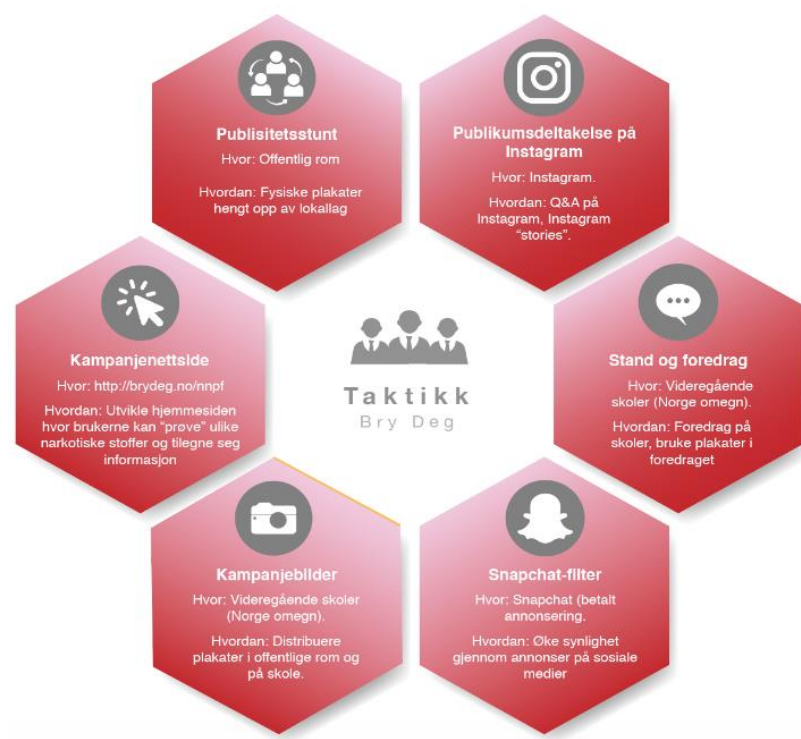 Publisitetsstunt
Hvor: Offentlig rom
Hvordan: Fysiske plakater
hengt opp av lokallag
Publikumsdeltakelse på
Instagram
Hvor: Instagram.
Hvordan: Q&A på
Instagram, Instagram
“stories”.
Kampanjenettside
Hvor: http://brydeg.no/nnpf
Hvordan: Utvikle hjemmesiden
hvor brukerne kan “prøve” ulike
narkotiske stoffer og tilegne seg
informasjon
Taktikk
Bry Deg
Stand og foredrag
Hvor: Videregående
skoler (Norge omegn).
Hvordan: Foredrag på
skoler, bruke plakater i
foredraget
Kampanjebilder
Hvor: Videregående skoler
(Norge omegn).
Hvordan: Distribuere
plakater i offentlige rom og
på skole.
Snapchat-filter
Hvor: Snapchat (betalt
annonsering.
Hvordan: Øke synlighet
gjennom annonser på sosiale
medier